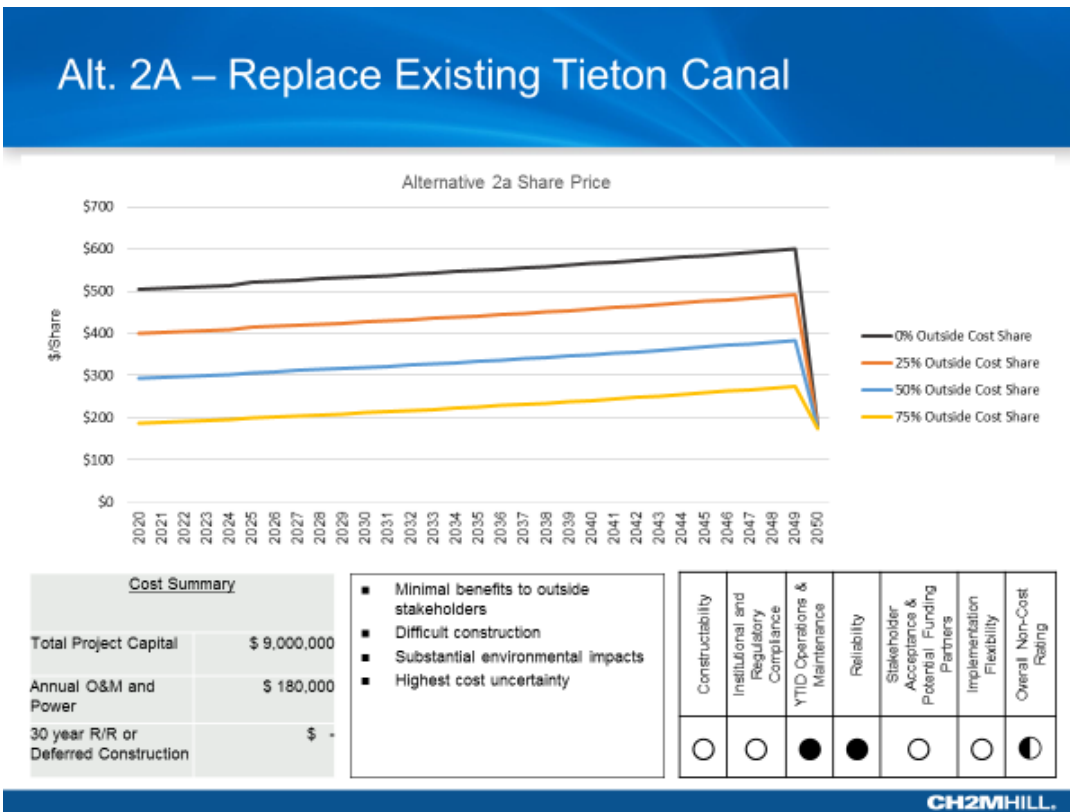 Alt. 2A – Replace Existing Tieton Canal
Alternative 2a Share Price
$/Share
$700
$600
$500
$400
$300
$200
$100
$0
2020
2021
2022
2023
2024
2025
2026
2027
2028
2029
2030
2031
2032
2033
2034
2035
2036
2037
2038
2039
2040
2041
2042
2043
2044
2045
2046
2047
2048
2049
2050
0% Outside Cost Share
25% Outside Cost Share
50% Outside Cost Share
75% Outside Cost Share
Cost Summary
Total Project Capital $ 9,000,000
Annual O&M and $ 180,000
Power
30 year R/R or $ -
Deferred Construction
Minimal benefits to outside
stakeholders
Difficult construction
Substantial environmental impacts
Highest cost uncertainty
Constructability
Institutional and
Regulatory
Compliance
YTID Operations &
Maintenance
Reliability
Stakeholder
Acceptance &
Potential Funding
Partners
Implementation
Flexibility
Overall Non-Cost
Rating
CH2MHILL.